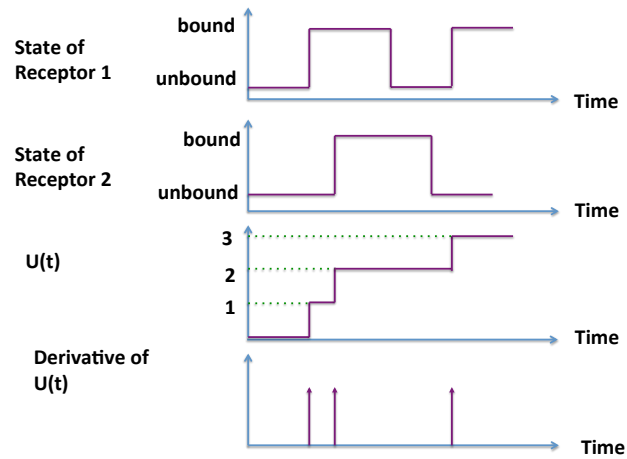 State of
Receptor 1
bound
unbound
Time
State of
Receptor 2
bound
unbound
Time
U(t)
3
2
1
Time
Derivative of
U(t)
Time